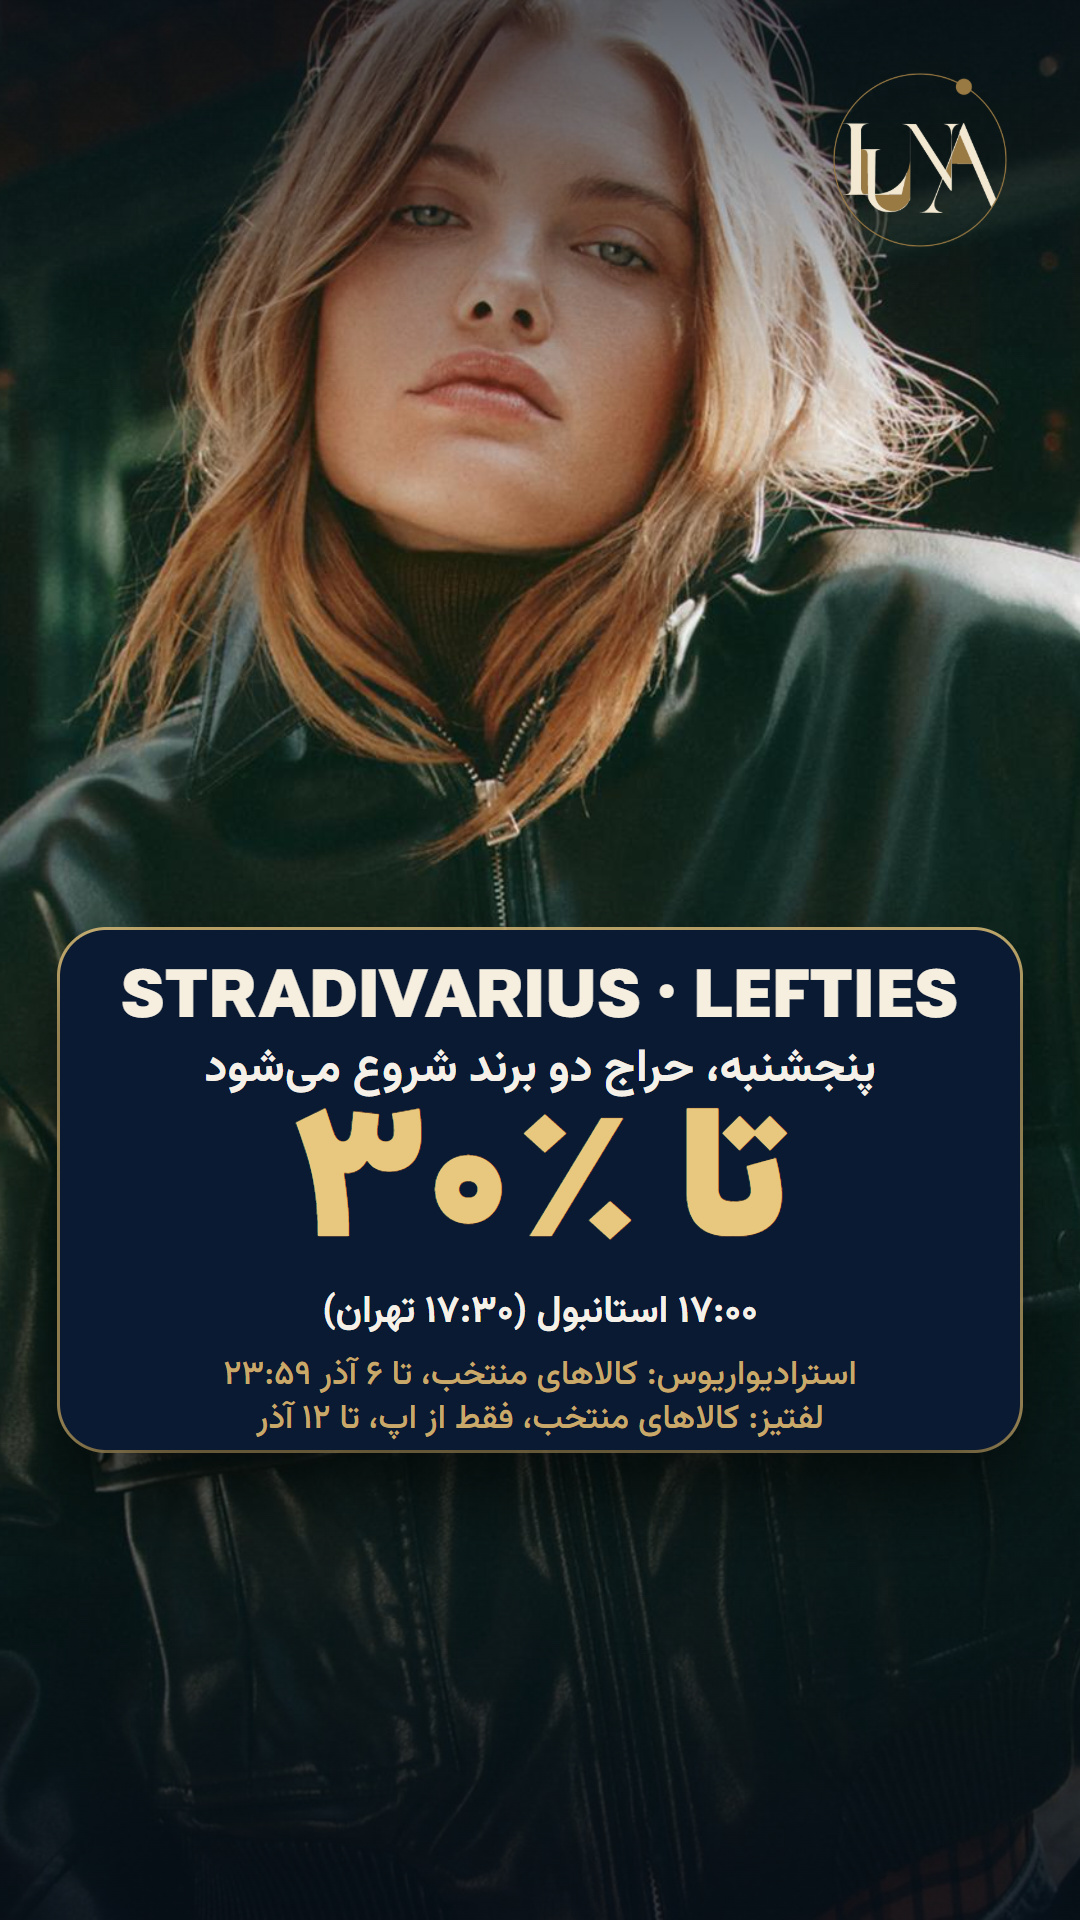 LUNA
STRADIVARIUS · LEFTIES
پنجشنبه، حراج دو برند شروع می‌شود
تا ٪۳۰
۱۷:۰۰ استانبول (۱۷:۳۰ تهران)
استرادیواریوس: کالاهای منتخب، تا ۶ آذر ۲۳:۵۹
لفتیز: کالاهای منتخب، فقط از اپ، تا ۱۲ آذر